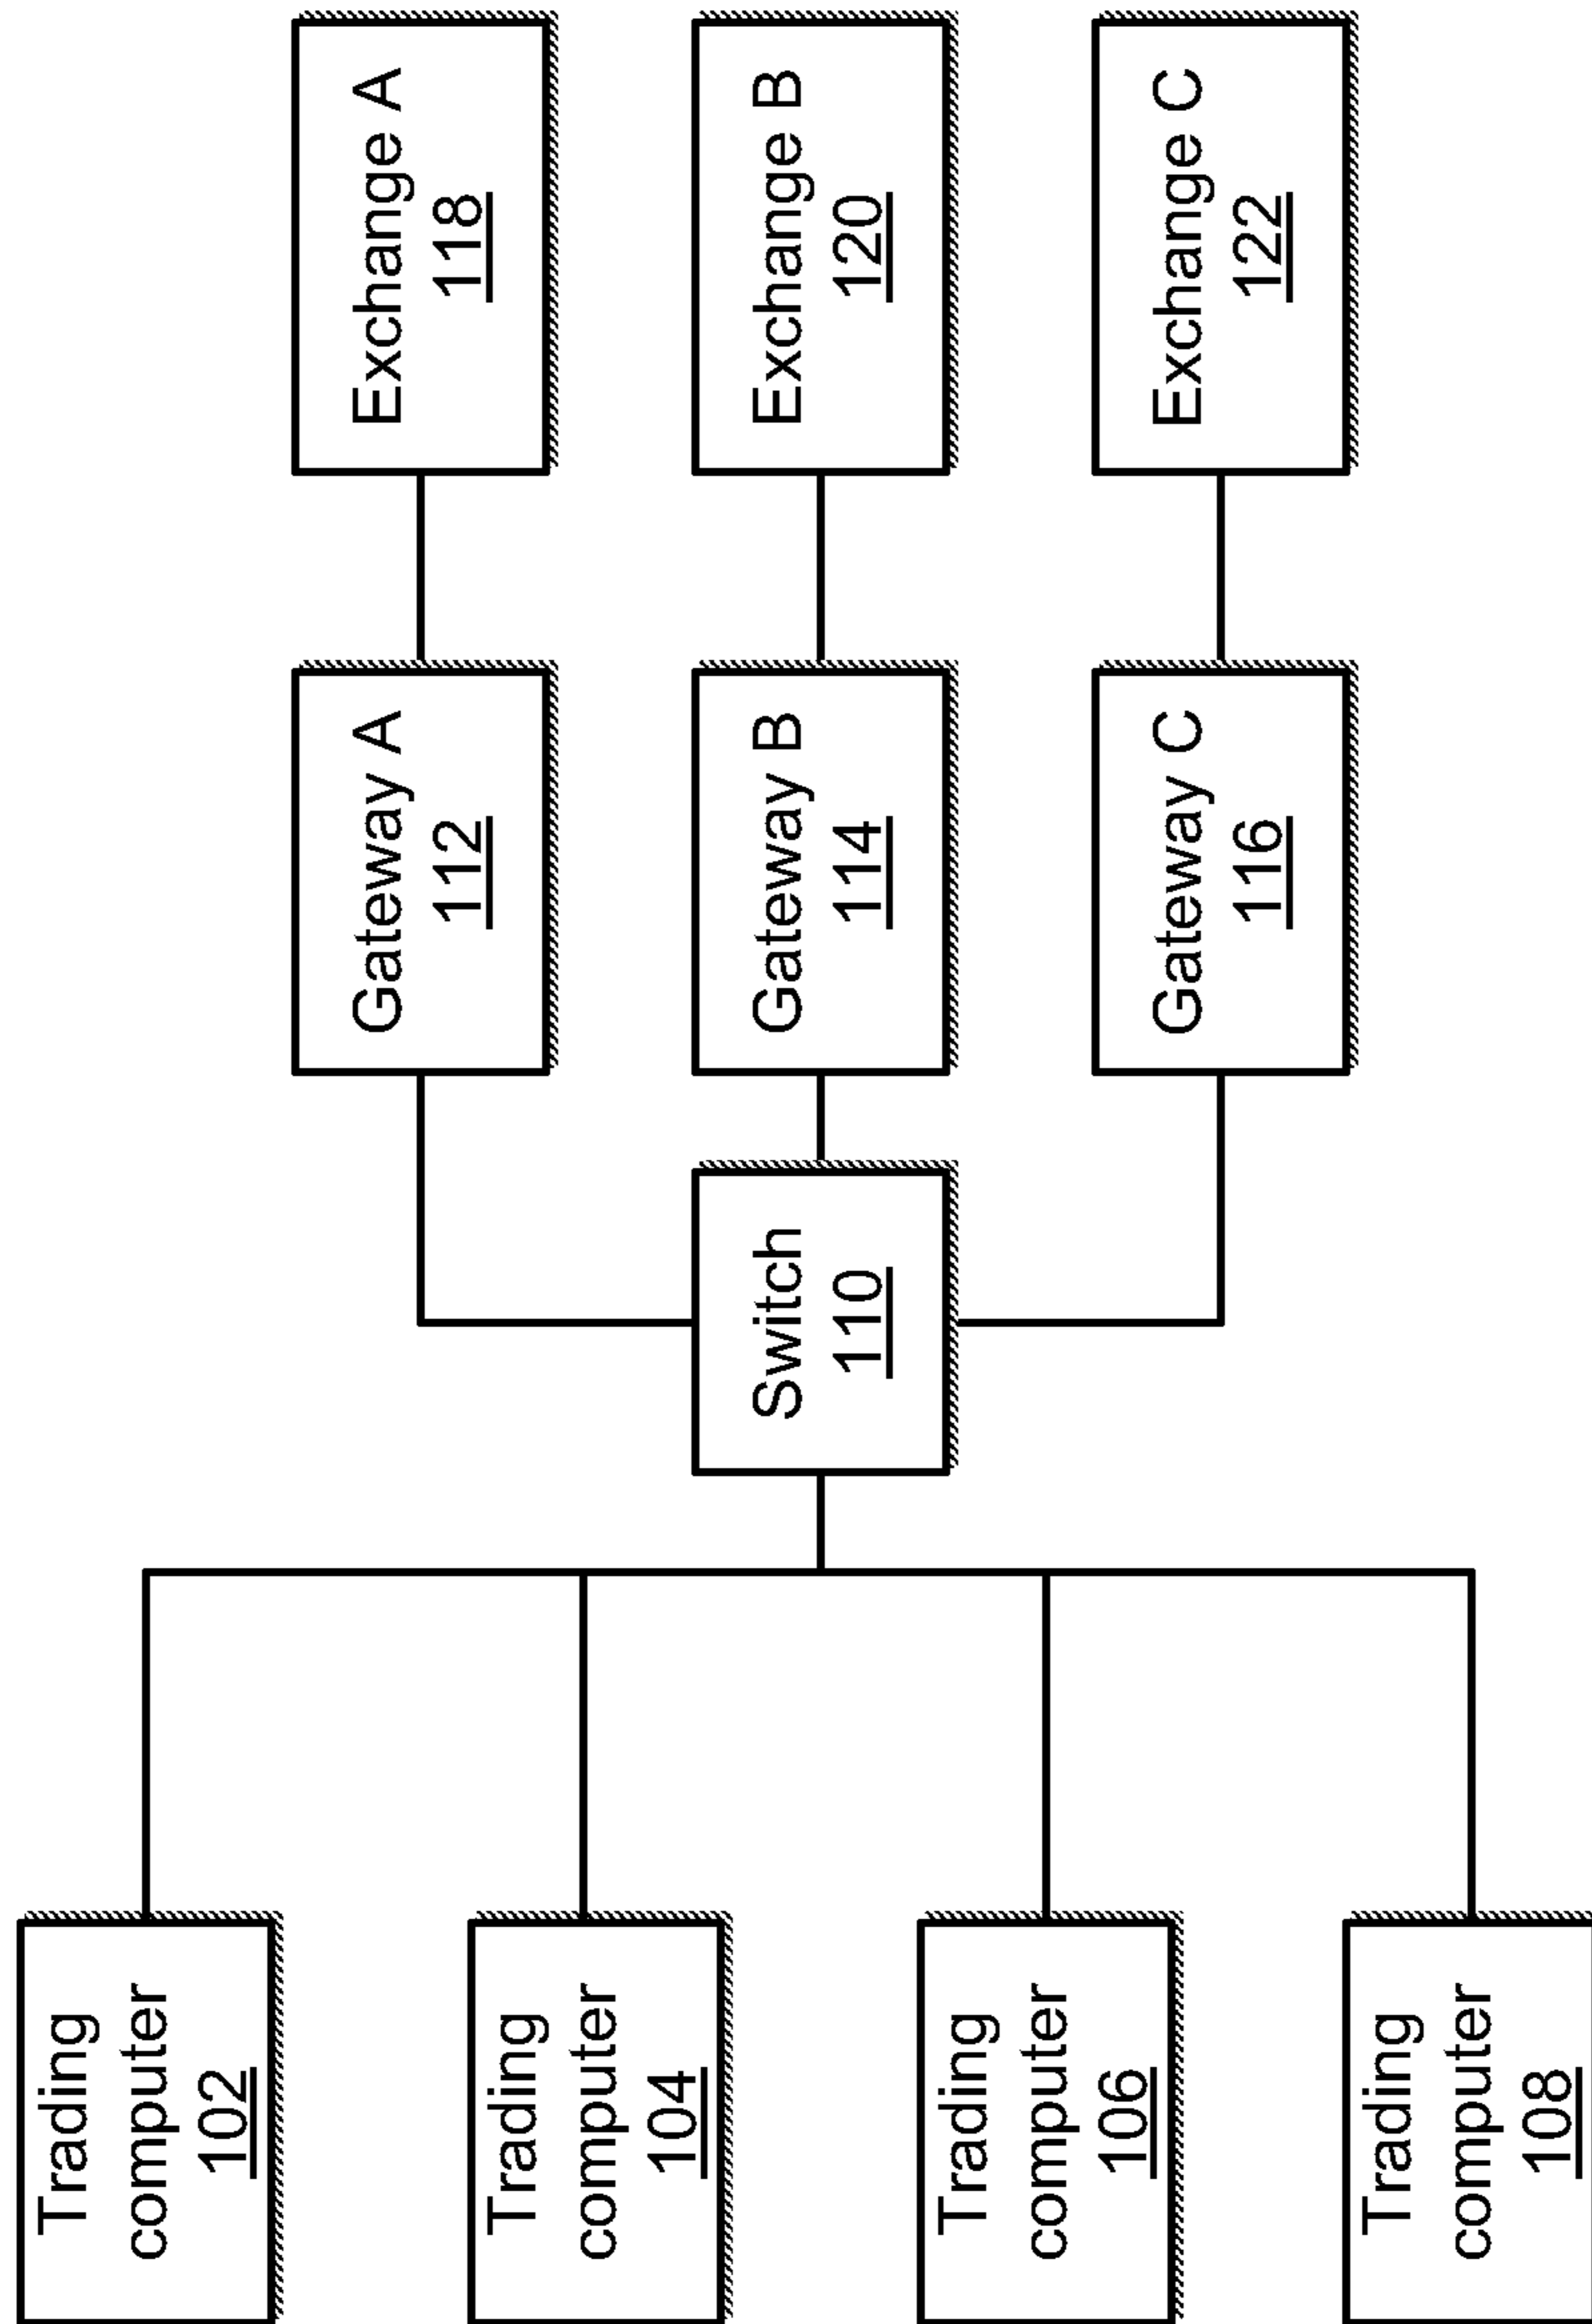 Trading
computer
102
Trading
computer
104
Trading
computer
106
Trading
computer
108
Switch
110
Gateway A
112
Gateway B
114
Gateway C
116
Exchange A
118
Exchange B
120
Exchange C
122